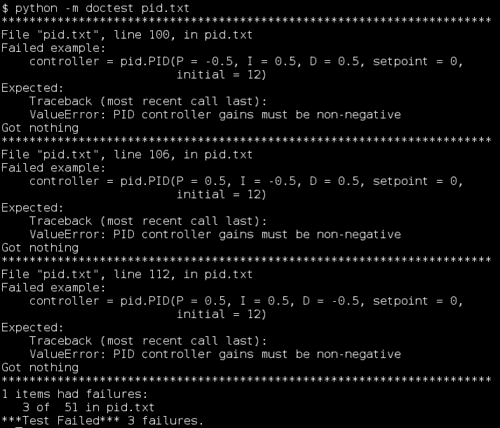 $ python -m doctest pid.txt
**********************************************************************
File "pid.txt", line 100, in pid.txt
Failed example:
    controller = pid.PID(P = -0.5, I = 0.5, D = 0.5, setpoint = 0,
                         initial = 12)
Expected:
    Traceback (most recent call last):
    ValueError: PID controller gains must be non-negative
Got nothing
**********************************************************************
File "pid.txt", line 106, in pid.txt
Failed example:
    controller = pid.PID(P = 0.5, I = -0.5, D = 0.5, setpoint = 0,
                         initial = 12)
Expected:
    Traceback (most recent call last):
    ValueError: PID controller gains must be non-negative
Got nothing
**********************************************************************
File "pid.txt", line 112, in pid.txt
Failed example:
    controller = pid.PID(P = 0.5, I = 0.5, D = -0.5, setpoint = 0,
                         initial = 12)
Expected:
    Traceback (most recent call last):
    ValueError: PID controller gains must be non-negative
Got nothing
**********************************************************************
1 items had failures:
   3 of  51 in pid.txt
***Test Failed*** 3 failures.